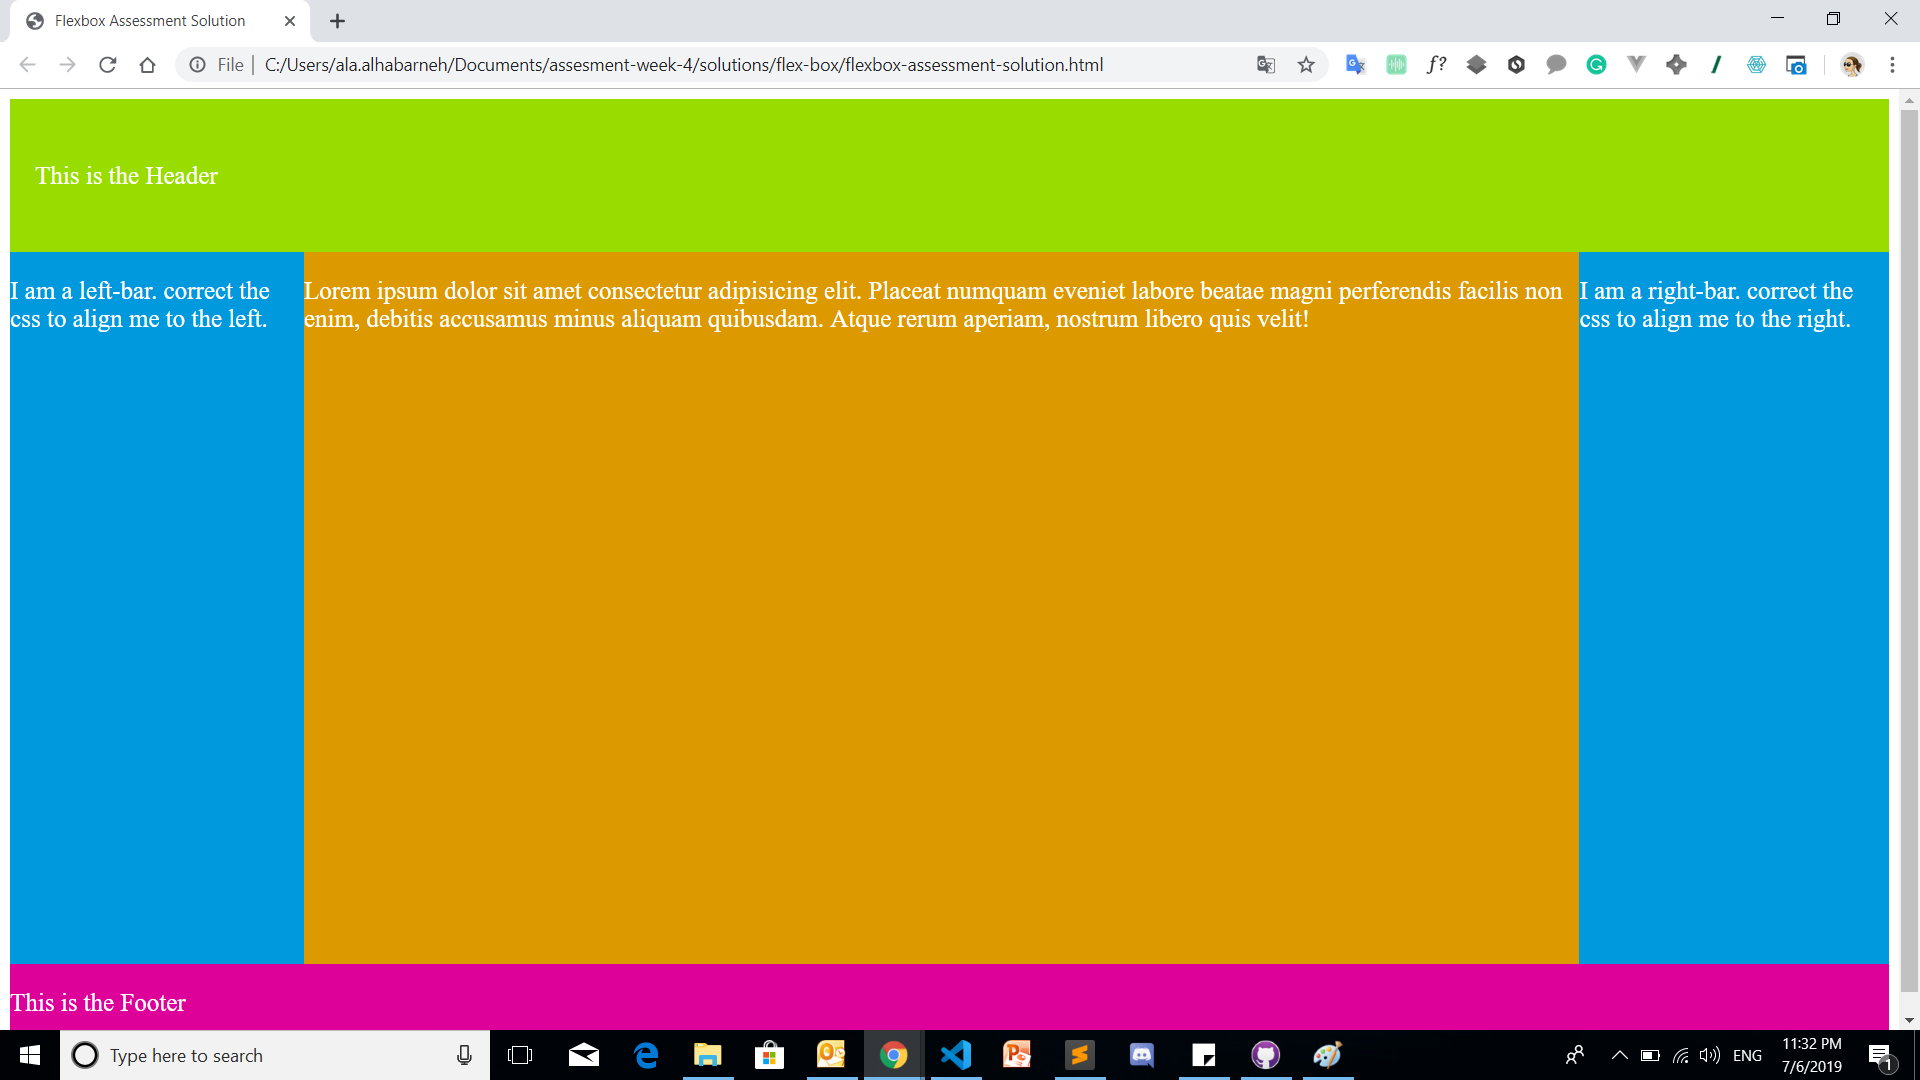 Flexbox Assessment Solution
File | C:/Users/ala.alhabarneh/Documents/assesment-week-4/solutions/flex-box/flexbox-assessment-solution.html
f?
This is the Header
I am a left-bar. correct the
css to align me to the left.
Lorem ipsum dolor sit amet consectetur adipisicing elit. Placeat numquam eveniet labore beatae magni perferendis facilis non
enim, debitis accusamus minus aliquam quibusdam. Atque rerum aperiam, nostrum libero quis velit!
I am a right-bar. correct the
css to align me to the right.
This is the Footer
Type here to search
ENG
11:32 PM
7/6/2019
1